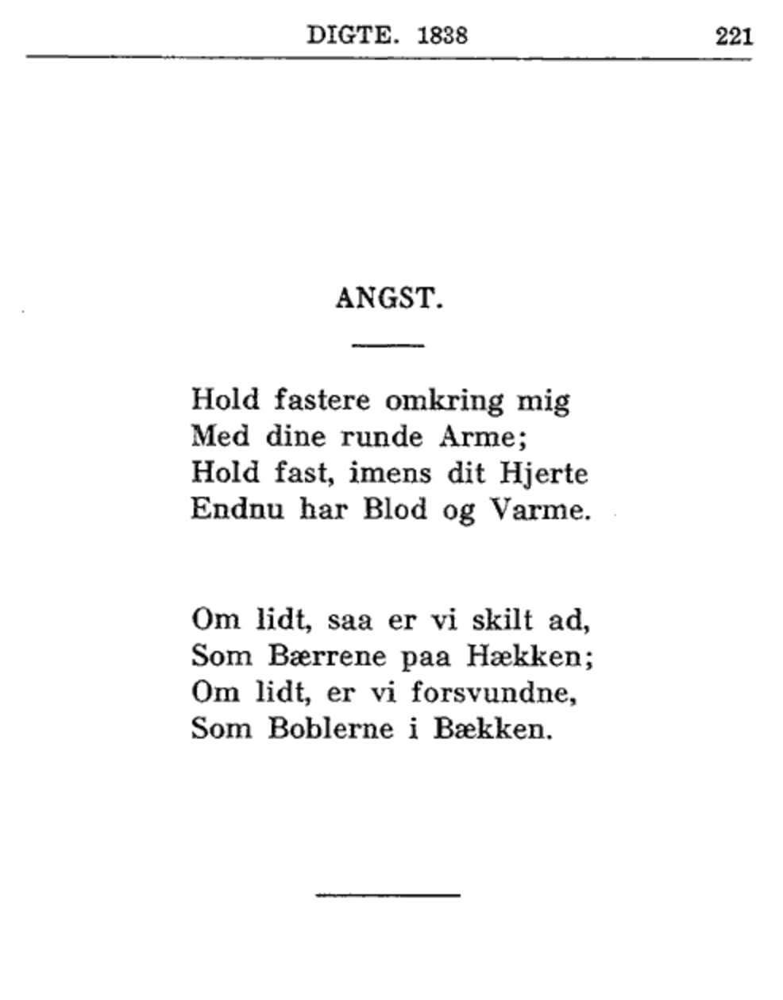 DIGTE. 1838 221
ANGST.
Hold fastere omkring mig
Med dine runde Arme;
Hold fast, imens dit Hjerte
Endnu har Blod og Varme.
Om lidt, saa er vi skilt ad,
Som Bærrene paa Hækken;
Om lidt, er vi forsvundne,
Som Boblerne i Bækken.